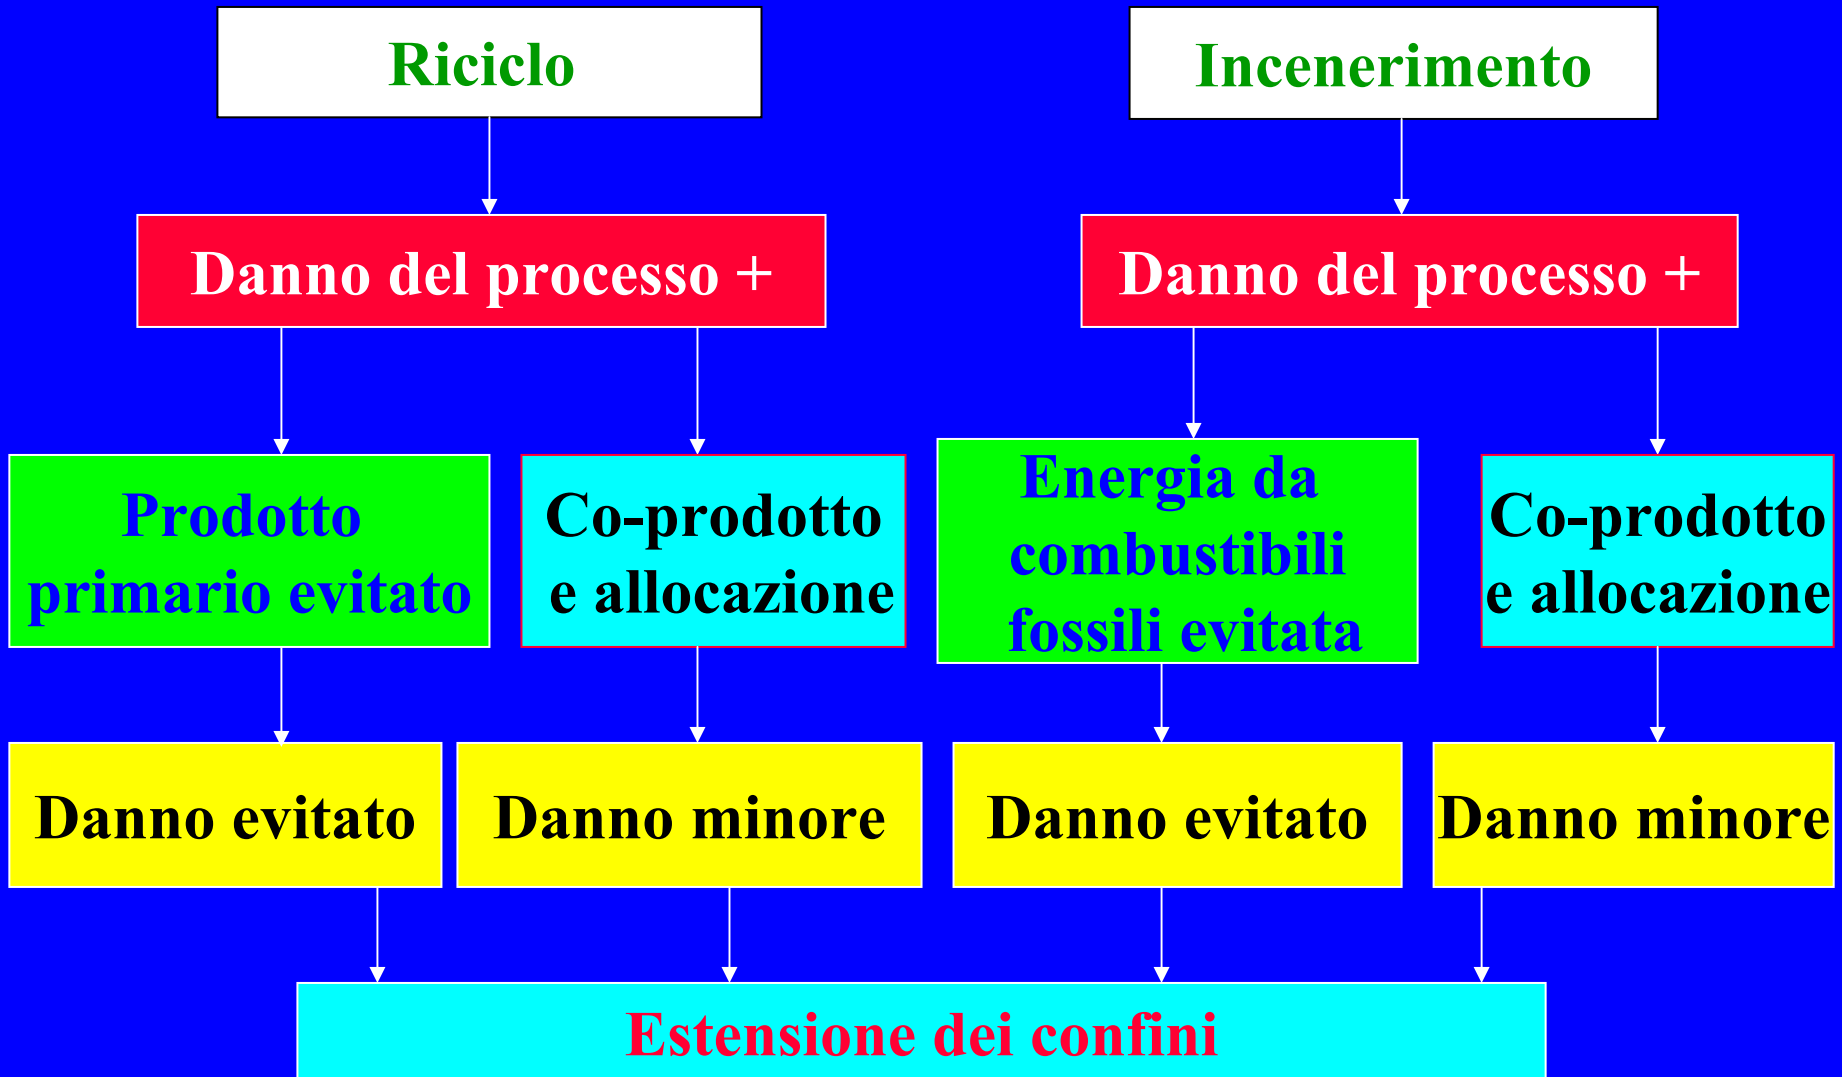 Riciclo
Incenerimento
Danno del processo +
Danno del processo +
Prodotto
primario evitato
Co-prodotto
e allocazione
Energia da
combustibili
fossili evitata
Co-prodotto
e allocazione
Danno evitato
Danno minore
Danno evitato
Danno minore
Estensione dei confini